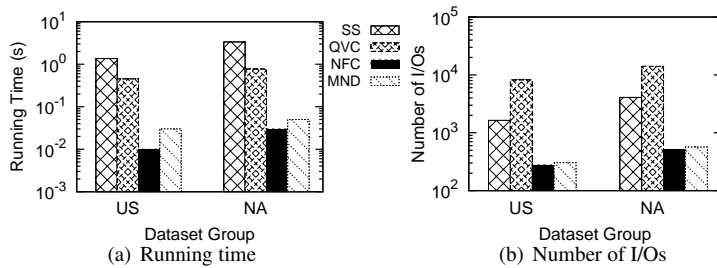 10^1
10^0
10^-1
10^-2
10^-3
Running Time (s)
US
NA
Dataset Group
(a) Running time
SS
QVC
NFC
MND
10^5
10^4
10^3
10^2
Number of I/Os
US
NA
Dataset Group
(b) Number of I/Os